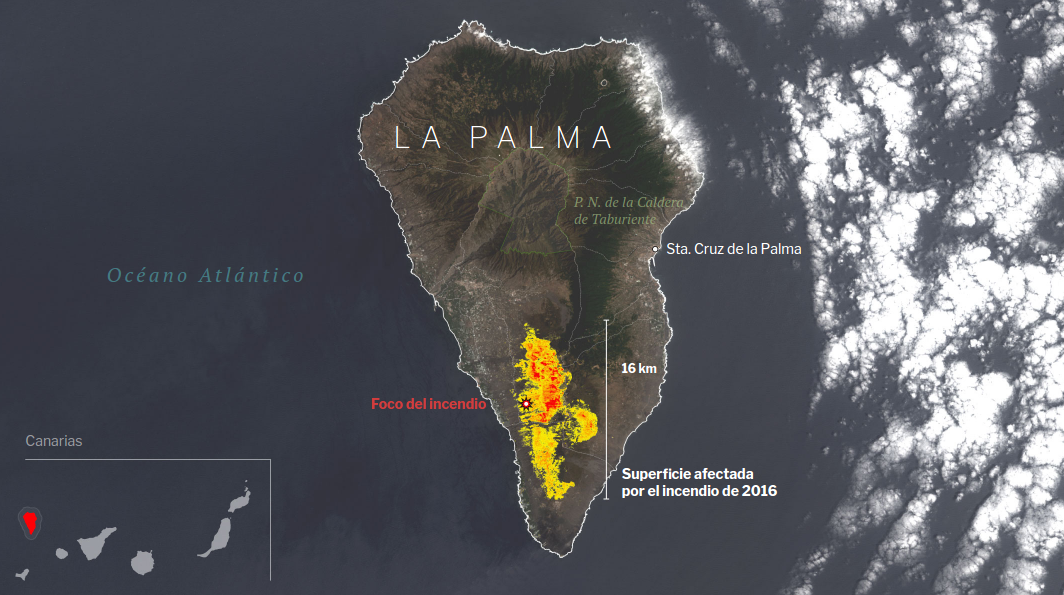 LA PALMA
P. N. de la Caldera
de Taburiente
Sta. Cruz de la Palma
Océano Atlántico
16 km
Foco del incendio
Canarias
Superficie afectada
por el incendio de 2016